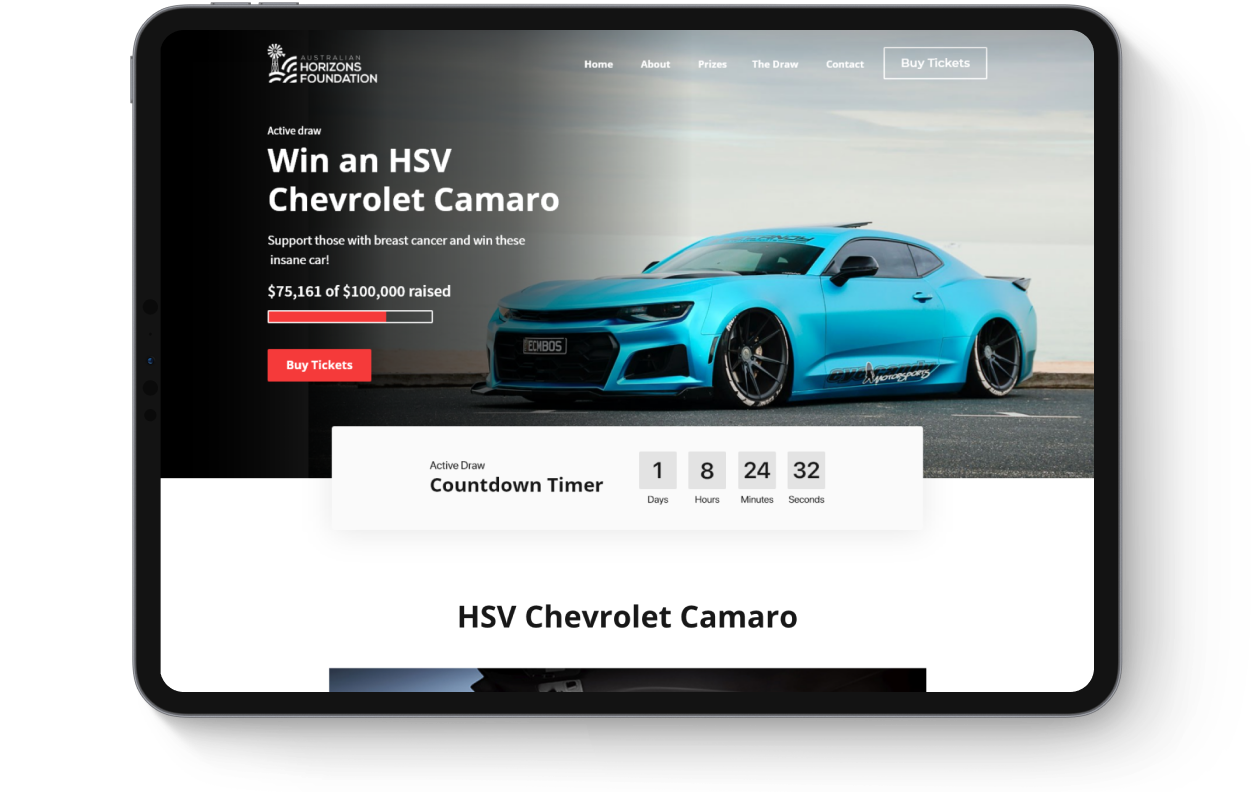 AUSTRALIAN
HORIZONS
FOUNDATION
Home About Prizes The Draw Contact Buy Tickets
Active draw
Win an HSV
Chevrolet Camaro
Support those with breast cancer and win these
insane car!
$75,161 of $100,000 raised
Buy Tickets
ECMBOS
MOTORSPORTS
Active Draw
Countdown Timer
1 8 24 32
Days Hours Minutes Seconds
HSV Chevrolet Camaro